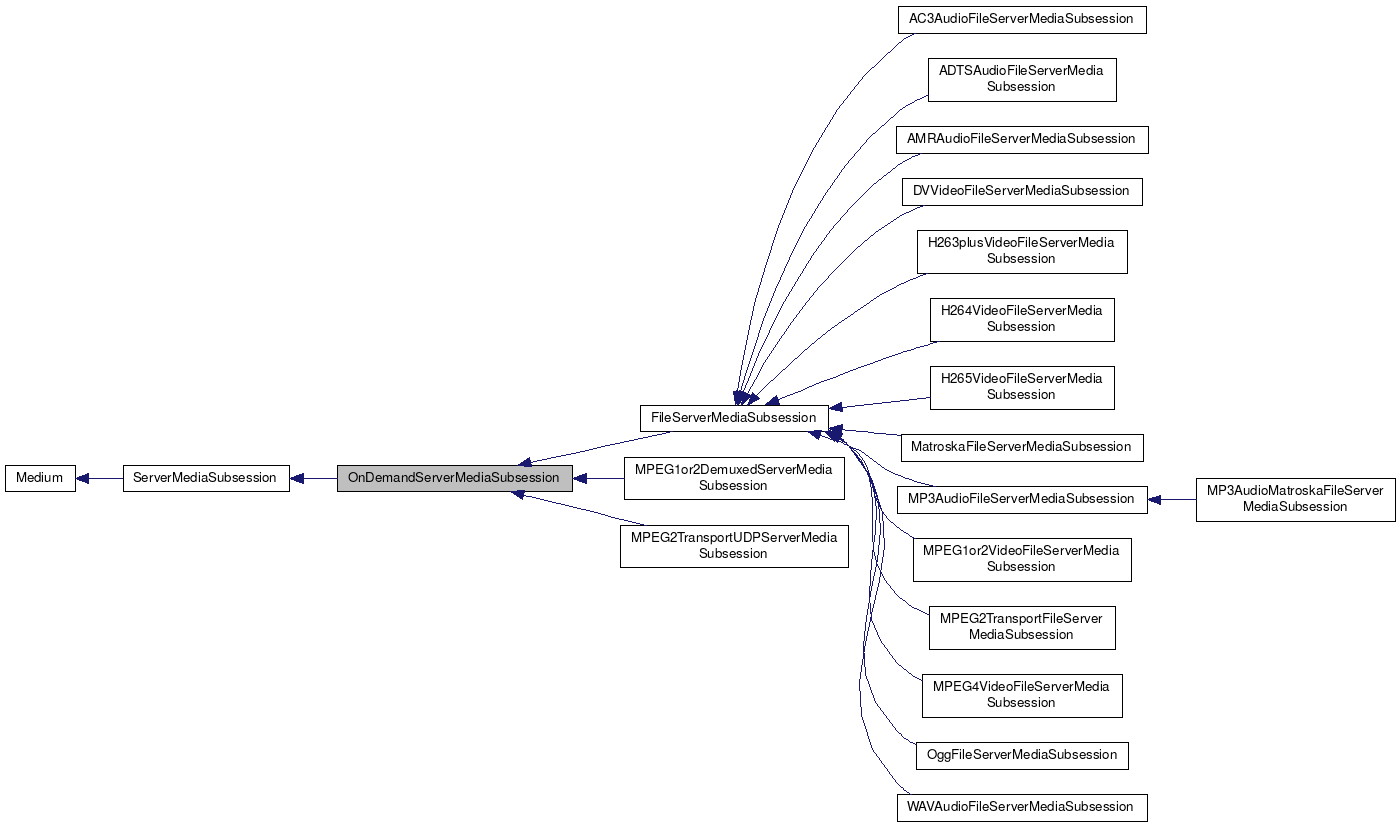 AC3AudioFileServerMediaSubsession
ADTSAudioFileServerMedia
Subsession
AMRAudioFileServerMediaSubsession
DVVideoFileServerMediaSubsession
H263plusVideoFileServerMedia
Subsession
H264VideoFileServerMedia
Subsession
H265VideoFileServerMedia
Subsession
FileServerMediaSubsession
MatroskaFileServerMediaSubsession
Medium
ServerMediaSubsession
OnDemandServerMediaSubsession
MPEG1or2DemuxedServerMedia
Subsession
MP3AudioFileServerMediaSubsession
MP3AudioMatroskaFileServer
MediaSubsession
MPEG2TransportUDPServerMedia
Subsession
MPEG1or2VideoFileServerMedia
Subsession
MPEG2TransportFileServer
MediaSubsession
MPEG4VideoFileServerMedia
Subsession
OggFileServerMediaSubsession
WAVAudioFileServerMediaSubsession